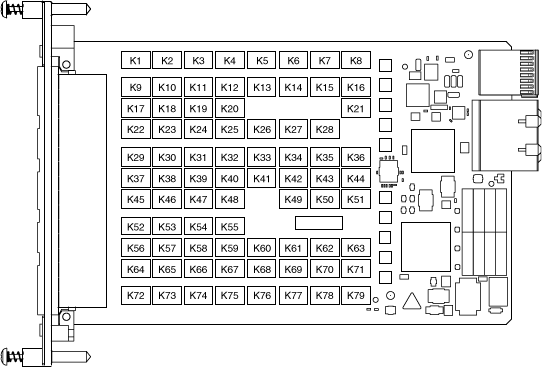 K1 K2 K3 K4 K5 K6 K7 K8
K9 K10 K11 K12 K13 K14 K15 K16
K17 K18 K19 K20 K21
K22 K23 K24 K25 K26 K27 K28
K29 K30 K31 K32 K33 K34 K35 K36
K37 K38 K39 K40 K41 K42 K43 K44
K45 K46 K47 K48 K49 K50 K51
K52 K53 K54 K55
K56 K57 K58 K59 K60 K61 K62 K63
K64 K65 K66 K67 K68 K69 K70 K71
K72 K73 K74 K75 K76 K77 K78 K79